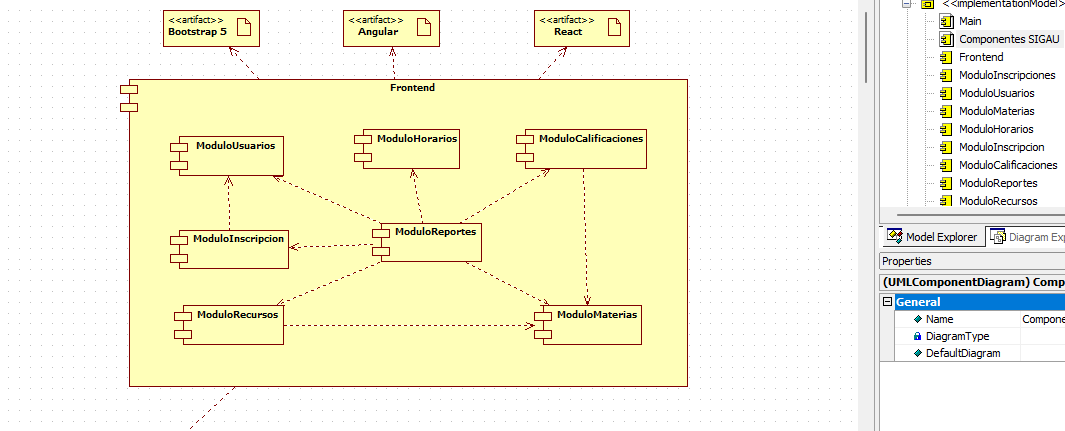 <<artifact>>
Bootstrap 5
<<artifact>>
Angular
<<artifact>>
React
Frontend
ModuloUsuarios
ModuloHorarios
ModuloCalificaciones
ModuloInscripcion
ModuloReportes
ModuloRecursos
ModuloMaterias
<<implementationModel>
Main
Componentes SIGAU
Frontend
ModuloInscripciones
ModuloUsuarios
ModuloMaterias
ModuloHorarios
ModuloInscripcion
ModuloCalificaciones
ModuloReportes
ModuloRecursos
Model Explorer
Diagram Exp
Properties
(UMLComponentDiagram) Comp
General
Name
Compone
DiagramType
DefaultDiagram